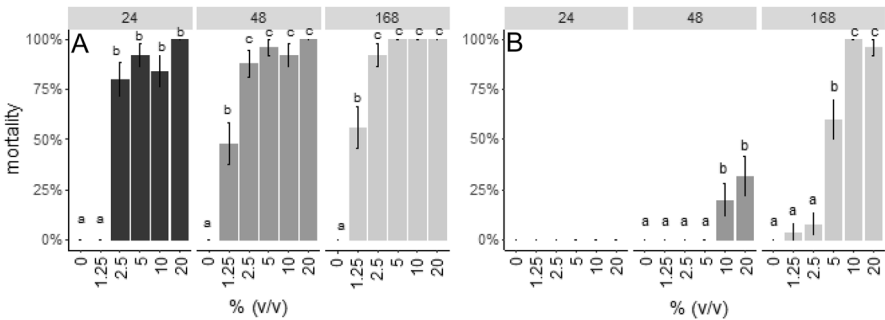 24 48 168 24 48 168
A B
100% 100%
75% 75%
50% 50%
25% 25%
0% 0%
mortality
a a b b b b
a b c c c c
a b c c c c
a a a a b b
a a a b c c
0 1.25 2.5 5 10 20 0 1.25 2.5 5 10 20 0 1.25 2.5 5 10 20 0 1.25 2.5 5 10 20 0 1.25 2.5 5 10 20 0 1.25 2.5 5 10 20
% (v/v) % (v/v)